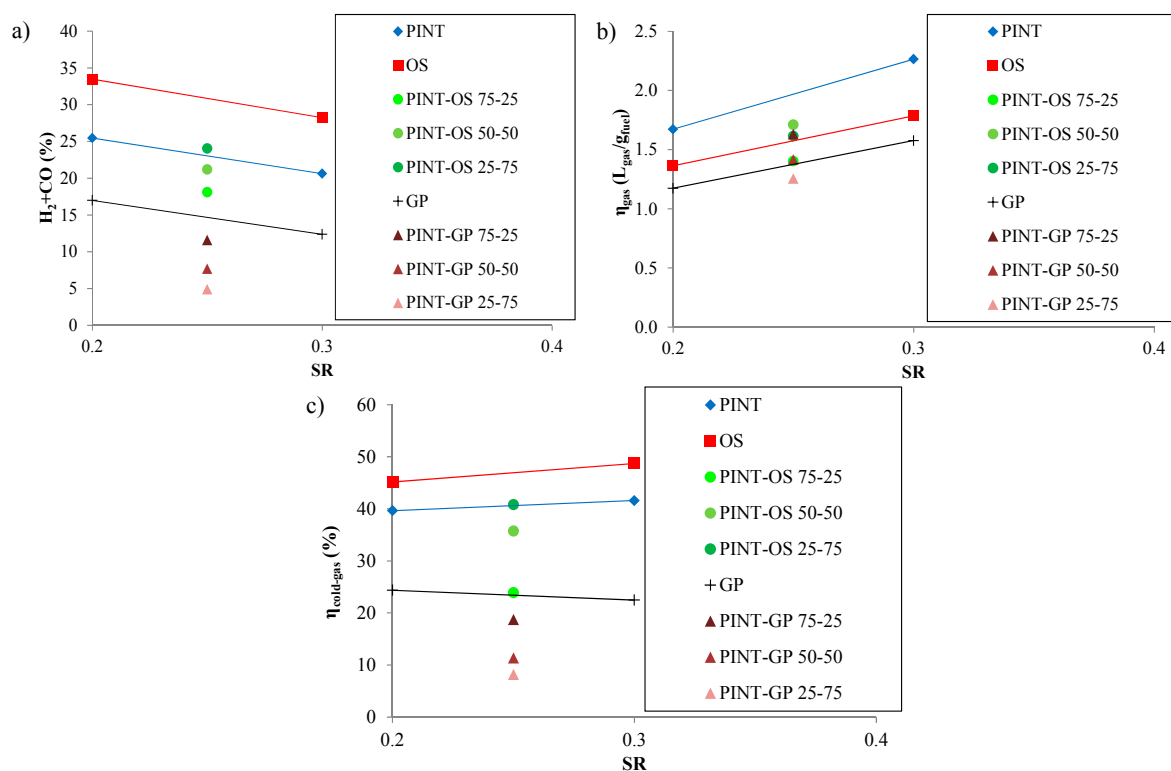 a)
H2+CO (%)
40
35
30
25
20
15
10
5
0
0.2
0.3
0.4
SR
PINT
OS
PINT-OS 75-25
PINT-OS 50-50
PINT-OS 25-75
GP
PINT-GP 75-25
PINT-GP 50-50
PINT-GP 25-75
b)
ηgas (Lgas/gfuel)
2.5
2.0
1.5
1.0
0.5
0.0
0.2
0.3
0.4
SR
PINT
OS
PINT-OS 75-25
PINT-OS 50-50
PINT-OS 25-75
GP
PINT-GP 75-25
PINT-GP 50-50
PINT-GP 25-75
c)
ηcold-gas (%)
60
50
40
30
20
10
0
0.2
0.3
0.4
SR
PINT
OS
PINT-OS 75-25
PINT-OS 50-50
PINT-OS 25-75
GP
PINT-GP 75-25
PINT-GP 50-50
PINT-GP 25-75